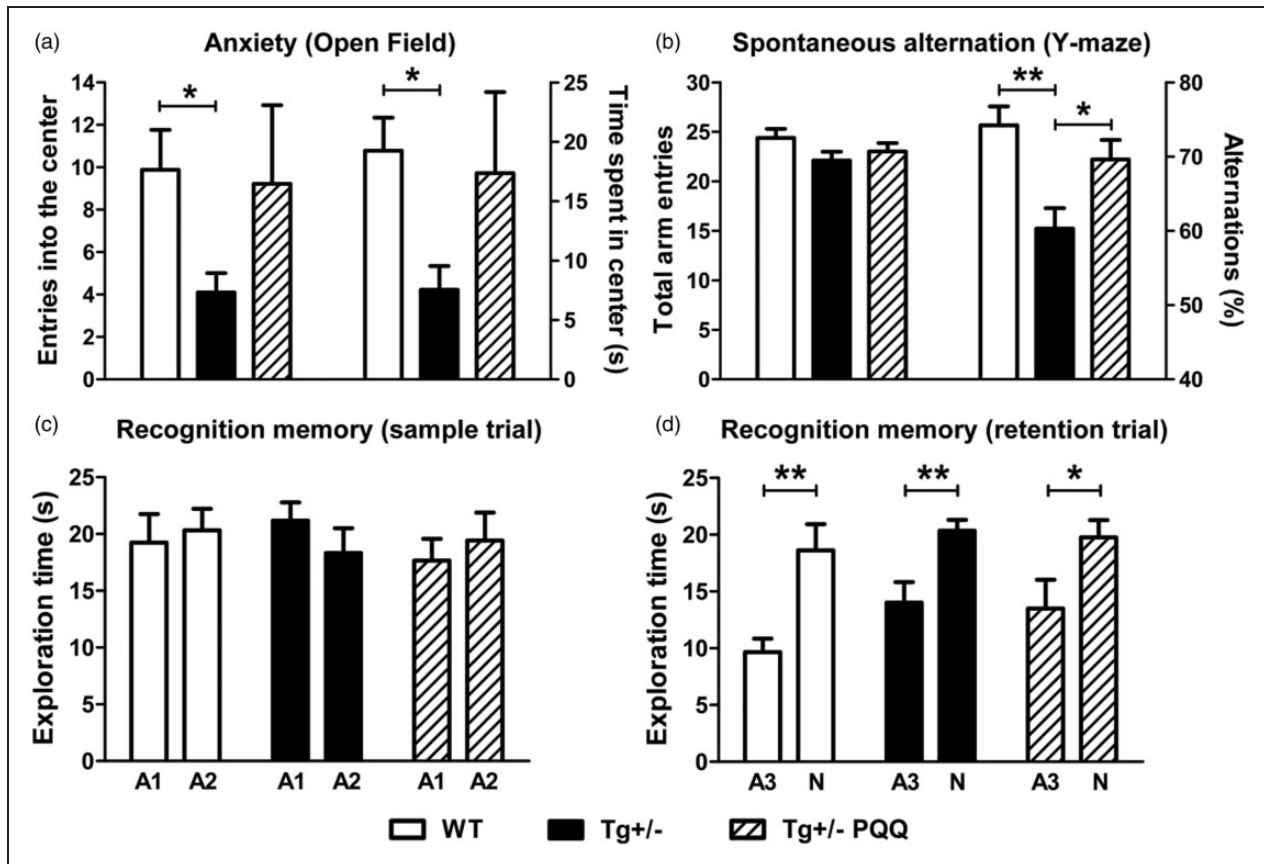 (a)
Anxiety (Open Field)
Entries into the center
14
12
10
8
6
4
2
0
*
*
25
20
15
10
5
0
Time spent in center (s)
(b)
Spontaneous alternation (Y-maze)
Total arm entries
30
25
20
15
10
5
0
**
*
80
70
60
50
40
Alternations (%)
(c)
Recognition memory (sample trial)
Exploration time (s)
25
20
15
10
5
0
A1 A2 A1 A2 A1 A2
(d)
Recognition memory (retention trial)
Exploration time (s)
25
20
15
10
5
0
** ** *
A3 N A3 N A3 N
WT Tg+/- Tg+/- PQQ